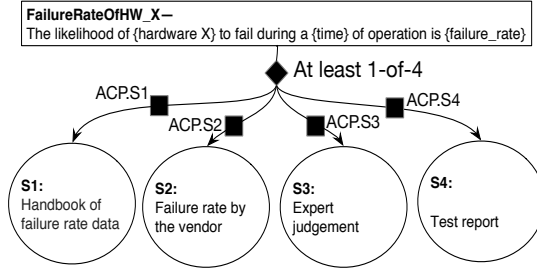 FailureRateOfHW_X—
The likelihood of {hardware X} to fail during a {time} of operation is {failure_rate}
At least 1-of-4
ACP.S1
ACP.S2
ACP.S3
ACP.S4
S1:
Handbook of
failure rate data
S2:
Failure rate by
the vendor
S3:
Expert
judgement
S4:
Test report